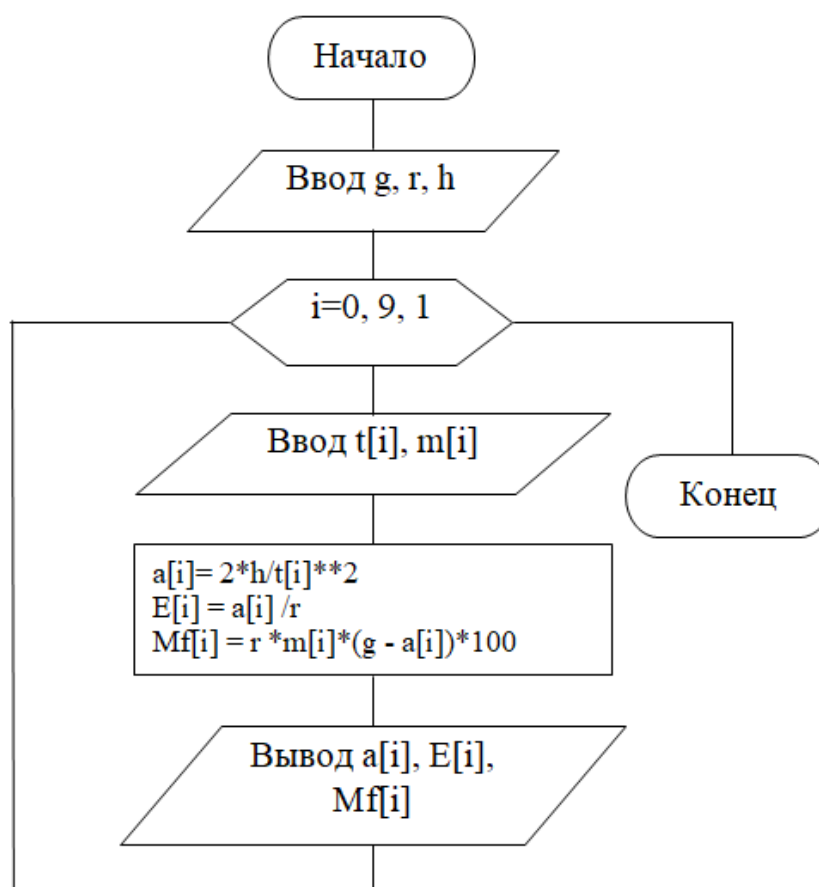 Начало
Ввод g, r, h
i=0, 9, 1
Ввод t[i], m[i]
Конец
a[i]= 2*h/t[i]**2
E[i] = a[i] /r
Mf[i] = r *m[i]*(g - a[i])*100
Вывод a[i], E[i],
Mf[i]